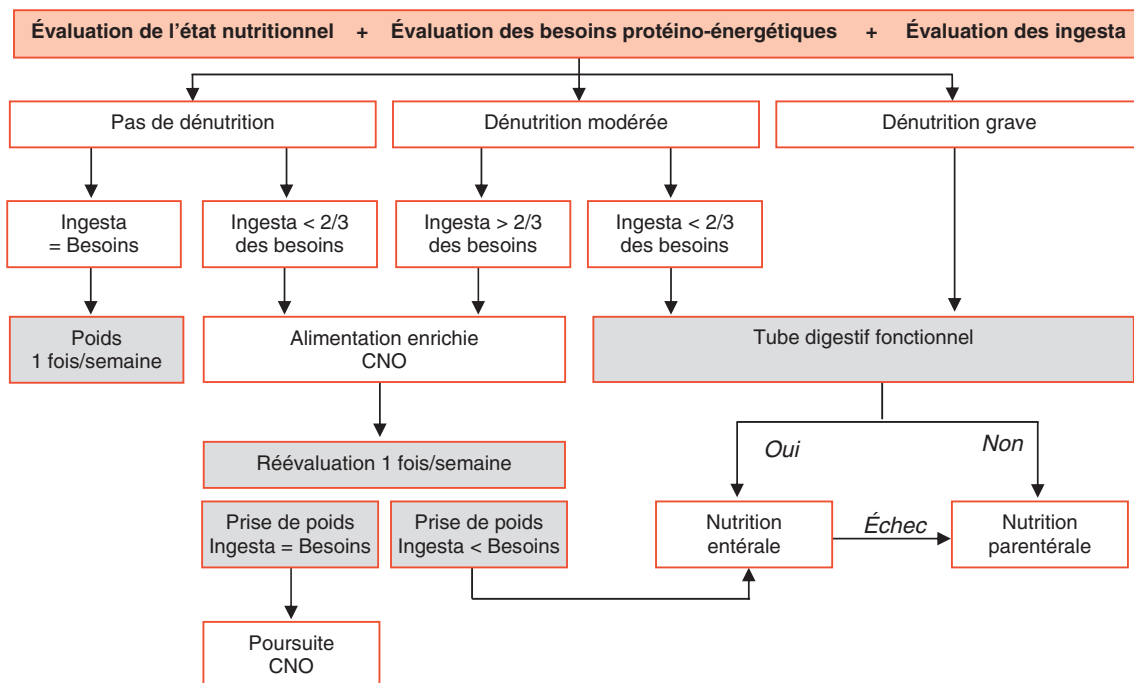 Évaluation de l'état nutritionnel + Évaluation des besoins protéino-énergétiques + Évaluation des ingesta
Pas de dénutrition
Dénutrition modérée
Dénutrition grave
Ingesta
= Besoins
Ingesta < 2/3
des besoins
Ingesta > 2/3
des besoins
Ingesta < 2/3
des besoins
Poids
1 fois/semaine
Alimentation enrichie
CNO
Tube digestif fonctionnel
Oui
Non
Réévaluation 1 fois/semaine
Prise de poids
Ingesta = Besoins
Prise de poids
Ingesta < Besoins
Nutrition
entérale
Échec
Nutrition
parentérale
Poursuite
CNO